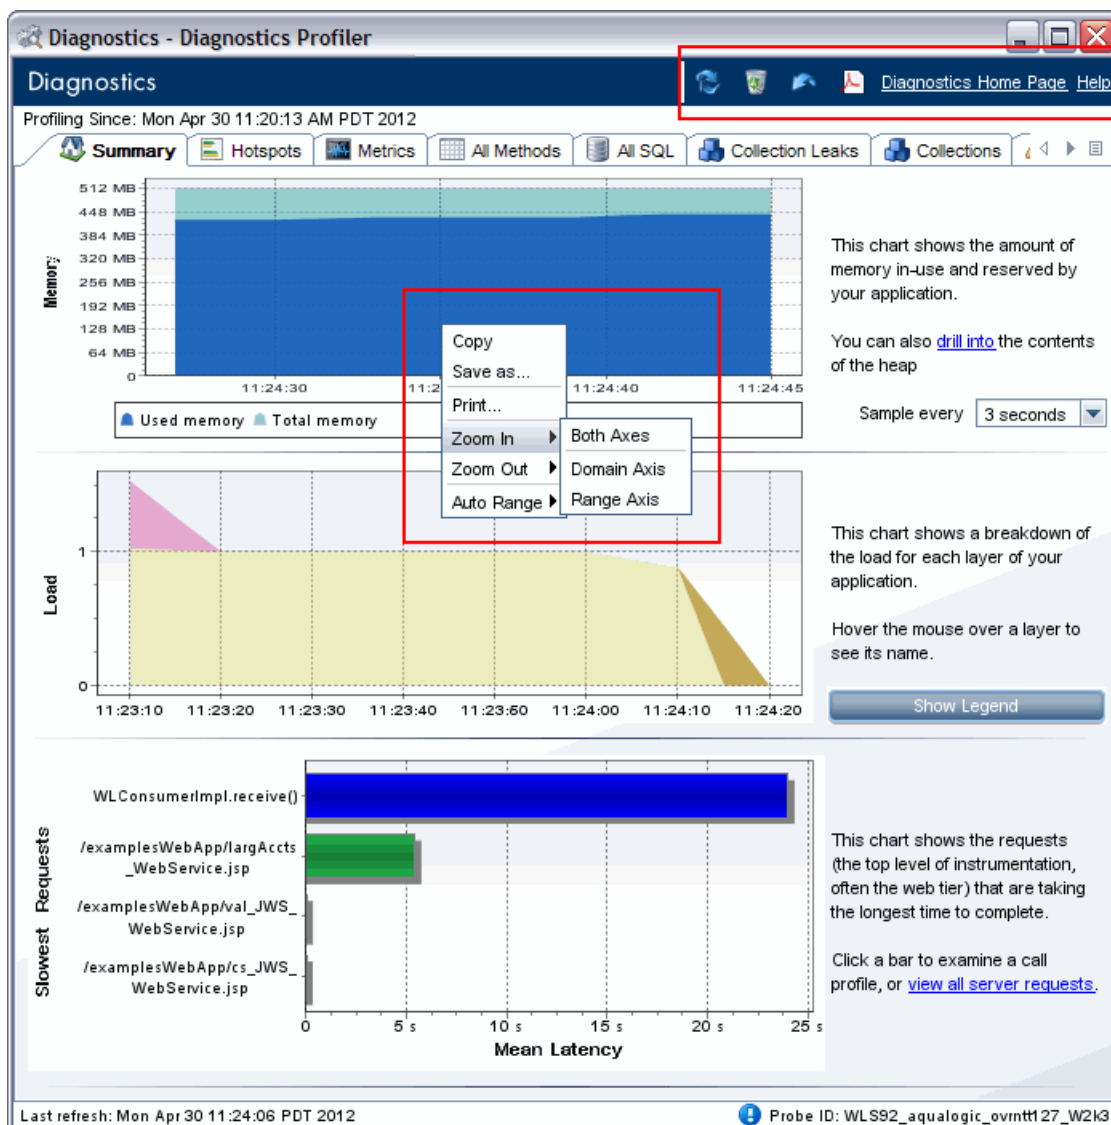 Diagnostics - Diagnostics Profiler
Diagnostics
Diagnostics Home Page Help
Profiling Since: Mon Apr 30 11:20:13 AM PDT 2012
Summary Hotspots Metrics All Methods All SQL Collection Leaks Collections
512 MB
448 MB
384 MB
320 MB
256 MB
192 MB
128 MB
64 MB
0
Memory
11:24:30 11:2 11:24:40 11:24:45
Used memory Total memory
This chart shows the amount of
memory in-use and reserved by
your application.
You can also drill into the contents
of the heap
Sample every 3 seconds
Copy
Save as...
Print...
Zoom In
Zoom Out
Auto Range
Both Axes
Domain Axis
Range Axis
1
0
Load
11:23:10 11:23:20 11:23:30 11:23:40 11:23:50 11:24:00 11:24:10 11:24:20
This chart shows a breakdown of
the load for each layer of your
application.
Hover the mouse over a layer to
see its name.
Show Legend
Slowest Requests
WLConsumerImpl.receive()
/examplesWebApp/largAccts
_WebService.jsp
/examplesWebApp/val_JWS_
WebService.jsp
/examplesWebApp/cs_JWS_
WebService.jsp
0 5 s 10 s 15 s 20 s 25 s
Mean Latency
This chart shows the requests
(the top level of instrumentation,
often the web tier) that are taking
the longest time to complete.
Click a bar to examine a call
profile, or view all server requests.
Last refresh: Mon Apr 30 11:24:06 PDT 2012
Probe ID: WLS92_aqualogic_ovrntt127_W2k3